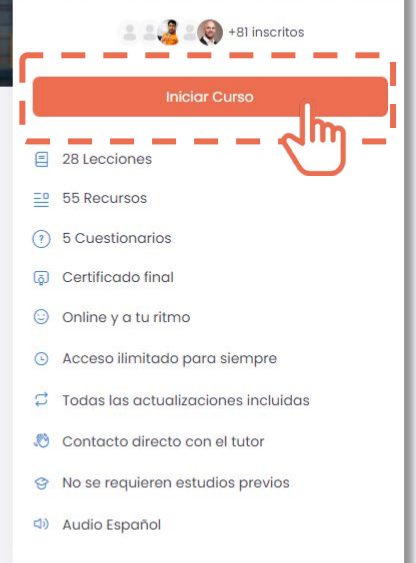 +81 inscritos
Iniciar Curso
28 Lecciones
55 Recursos
5 Cuestionarios
Certificado final
Online y a tu ritmo
Acceso ilimitado para siempre
Todas las actualizaciones incluidas
Contacto directo con el tutor
No se requieren estudios previos
Audio Español